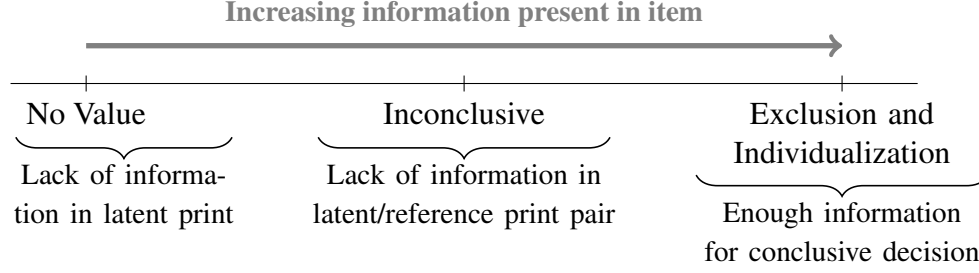 Increasing information present in item
No Value
Lack of informa-
tion in latent print
Inconclusive
Lack of information in
latent/reference print pair
Exclusion and
Individualization
Enough information
for conclusive decision